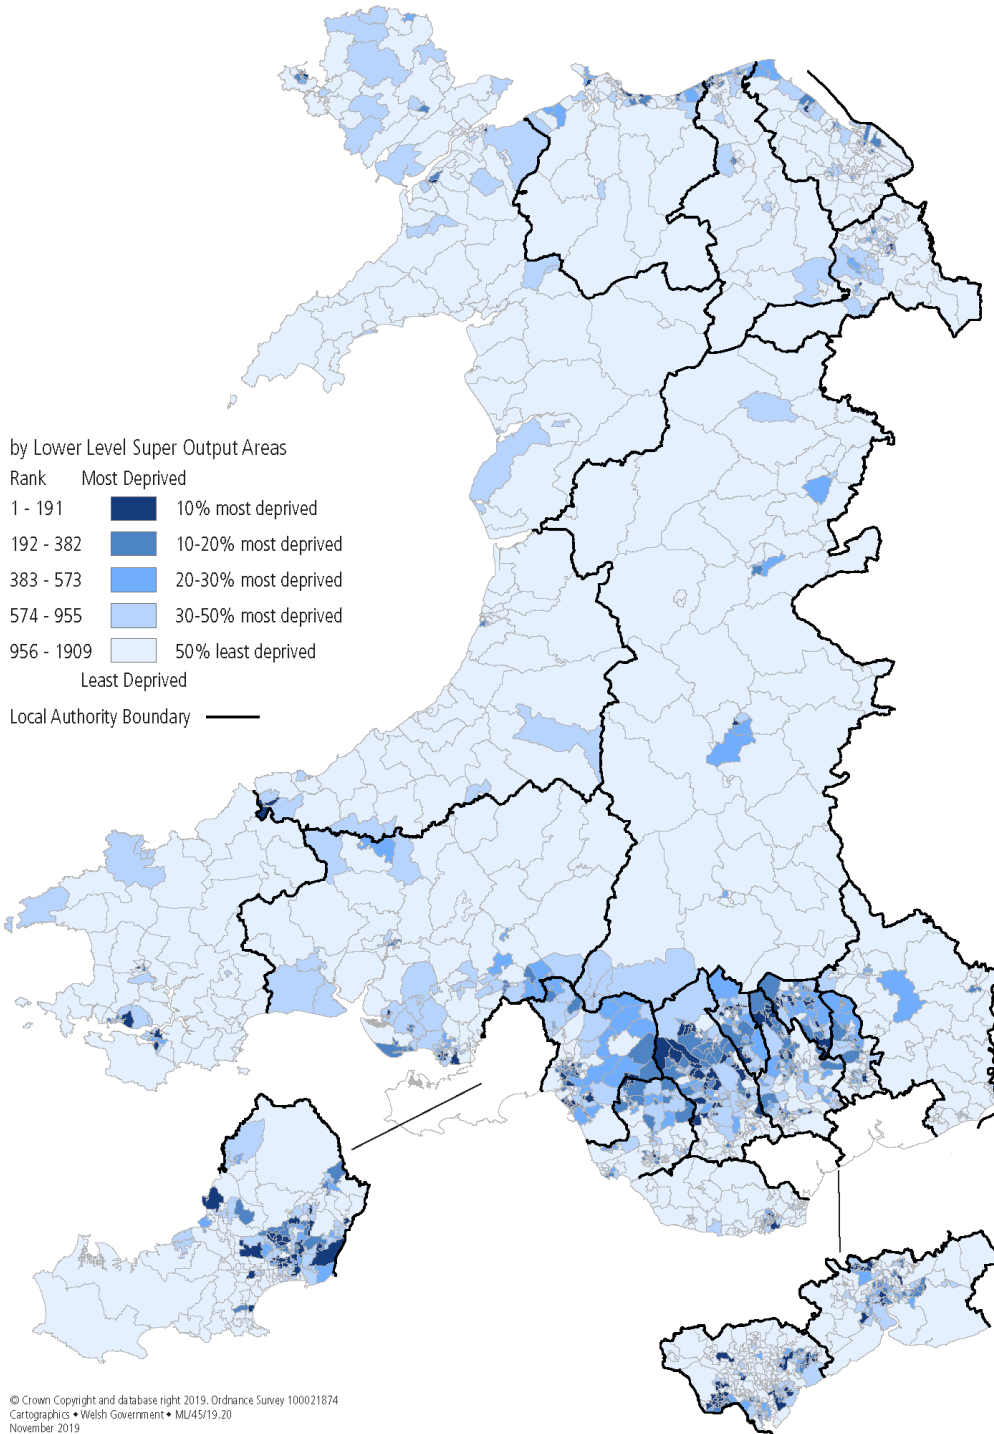 by Lower Level Super Output Areas
Rank Most Deprived
1 - 191 10% most deprived
192 - 382 10-20% most deprived
383 - 573 20-30% most deprived
574 - 955 30-50% most deprived
956 - 1909 50% least deprived
Least Deprived
Local Authority Boundary
© Crown Copyright and database right 2019. Ordnance Survey 100021874
Cartographics ♦ Welsh Government ♦ ML/45/19.20
November 2019